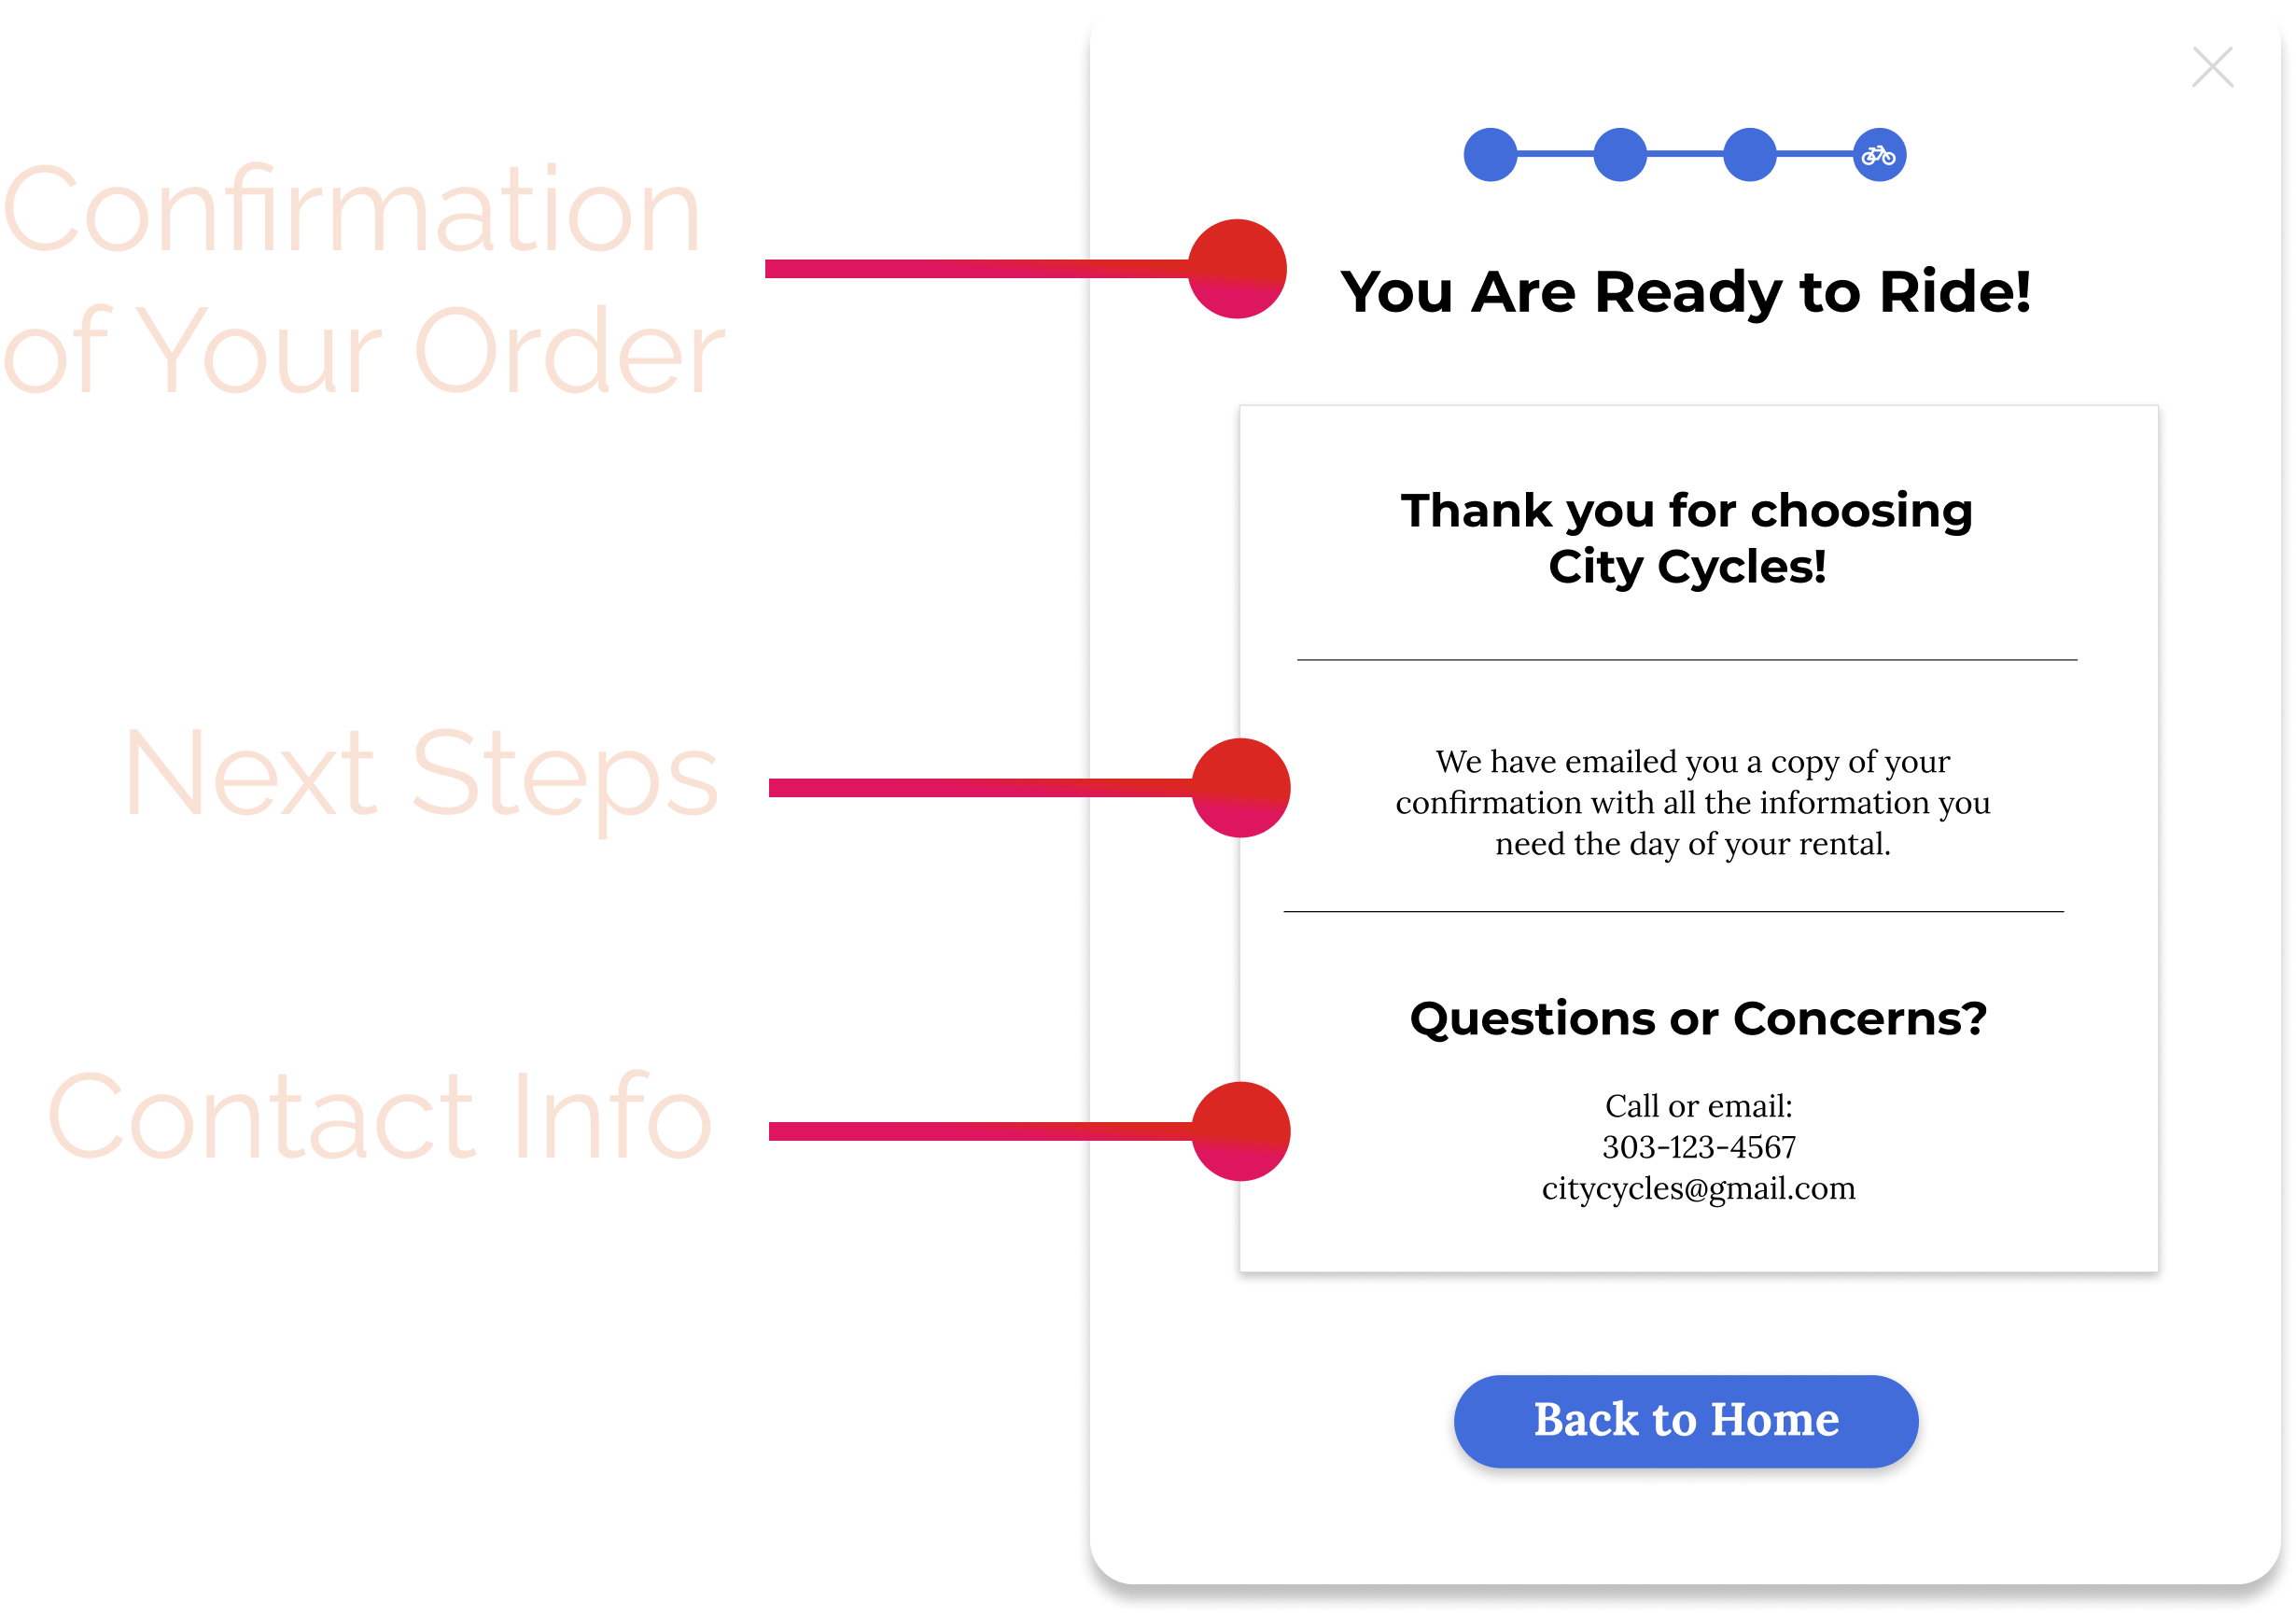 Confirmation
of Your Order
You Are Ready to Ride!
Thank you for choosing
City Cycles!
Next Steps
We have emailed you a copy of your
confirmation with all the information you
need the day of your rental.
Contact Info
Questions or Concerns?
Call or email:
303-123-4567
citycycles@gmail.com
Back to Home